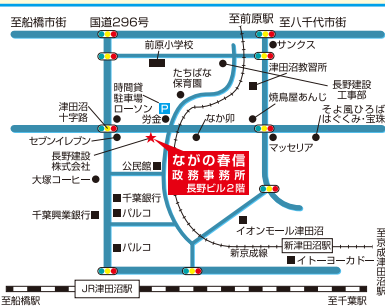 至船橋市街
国道296号
至前原駅
至八千代市街
サンクス
前原小学校
津田沼教習所
たちばな
保育園
長野建設
工事部
時間貸
駐車場
ローソン
P
焼鳥屋あんじ
そよ風ひろば
はぐくみ・宝珠
津田沼
十字路
労金
なか卯
セブンイレブン
マッセリア
長野建設
株式会社
ながの春信
政務事務所
長野ビル2階
公民館
大塚コーヒー
千葉銀行
パルコ
千葉興業銀行
イオンモール津田沼
パルコ
新京成線
新津田沼駅
イトーヨーカドー
至京成津田沼駅
至船橋駅
JR津田沼駅
至千葉駅